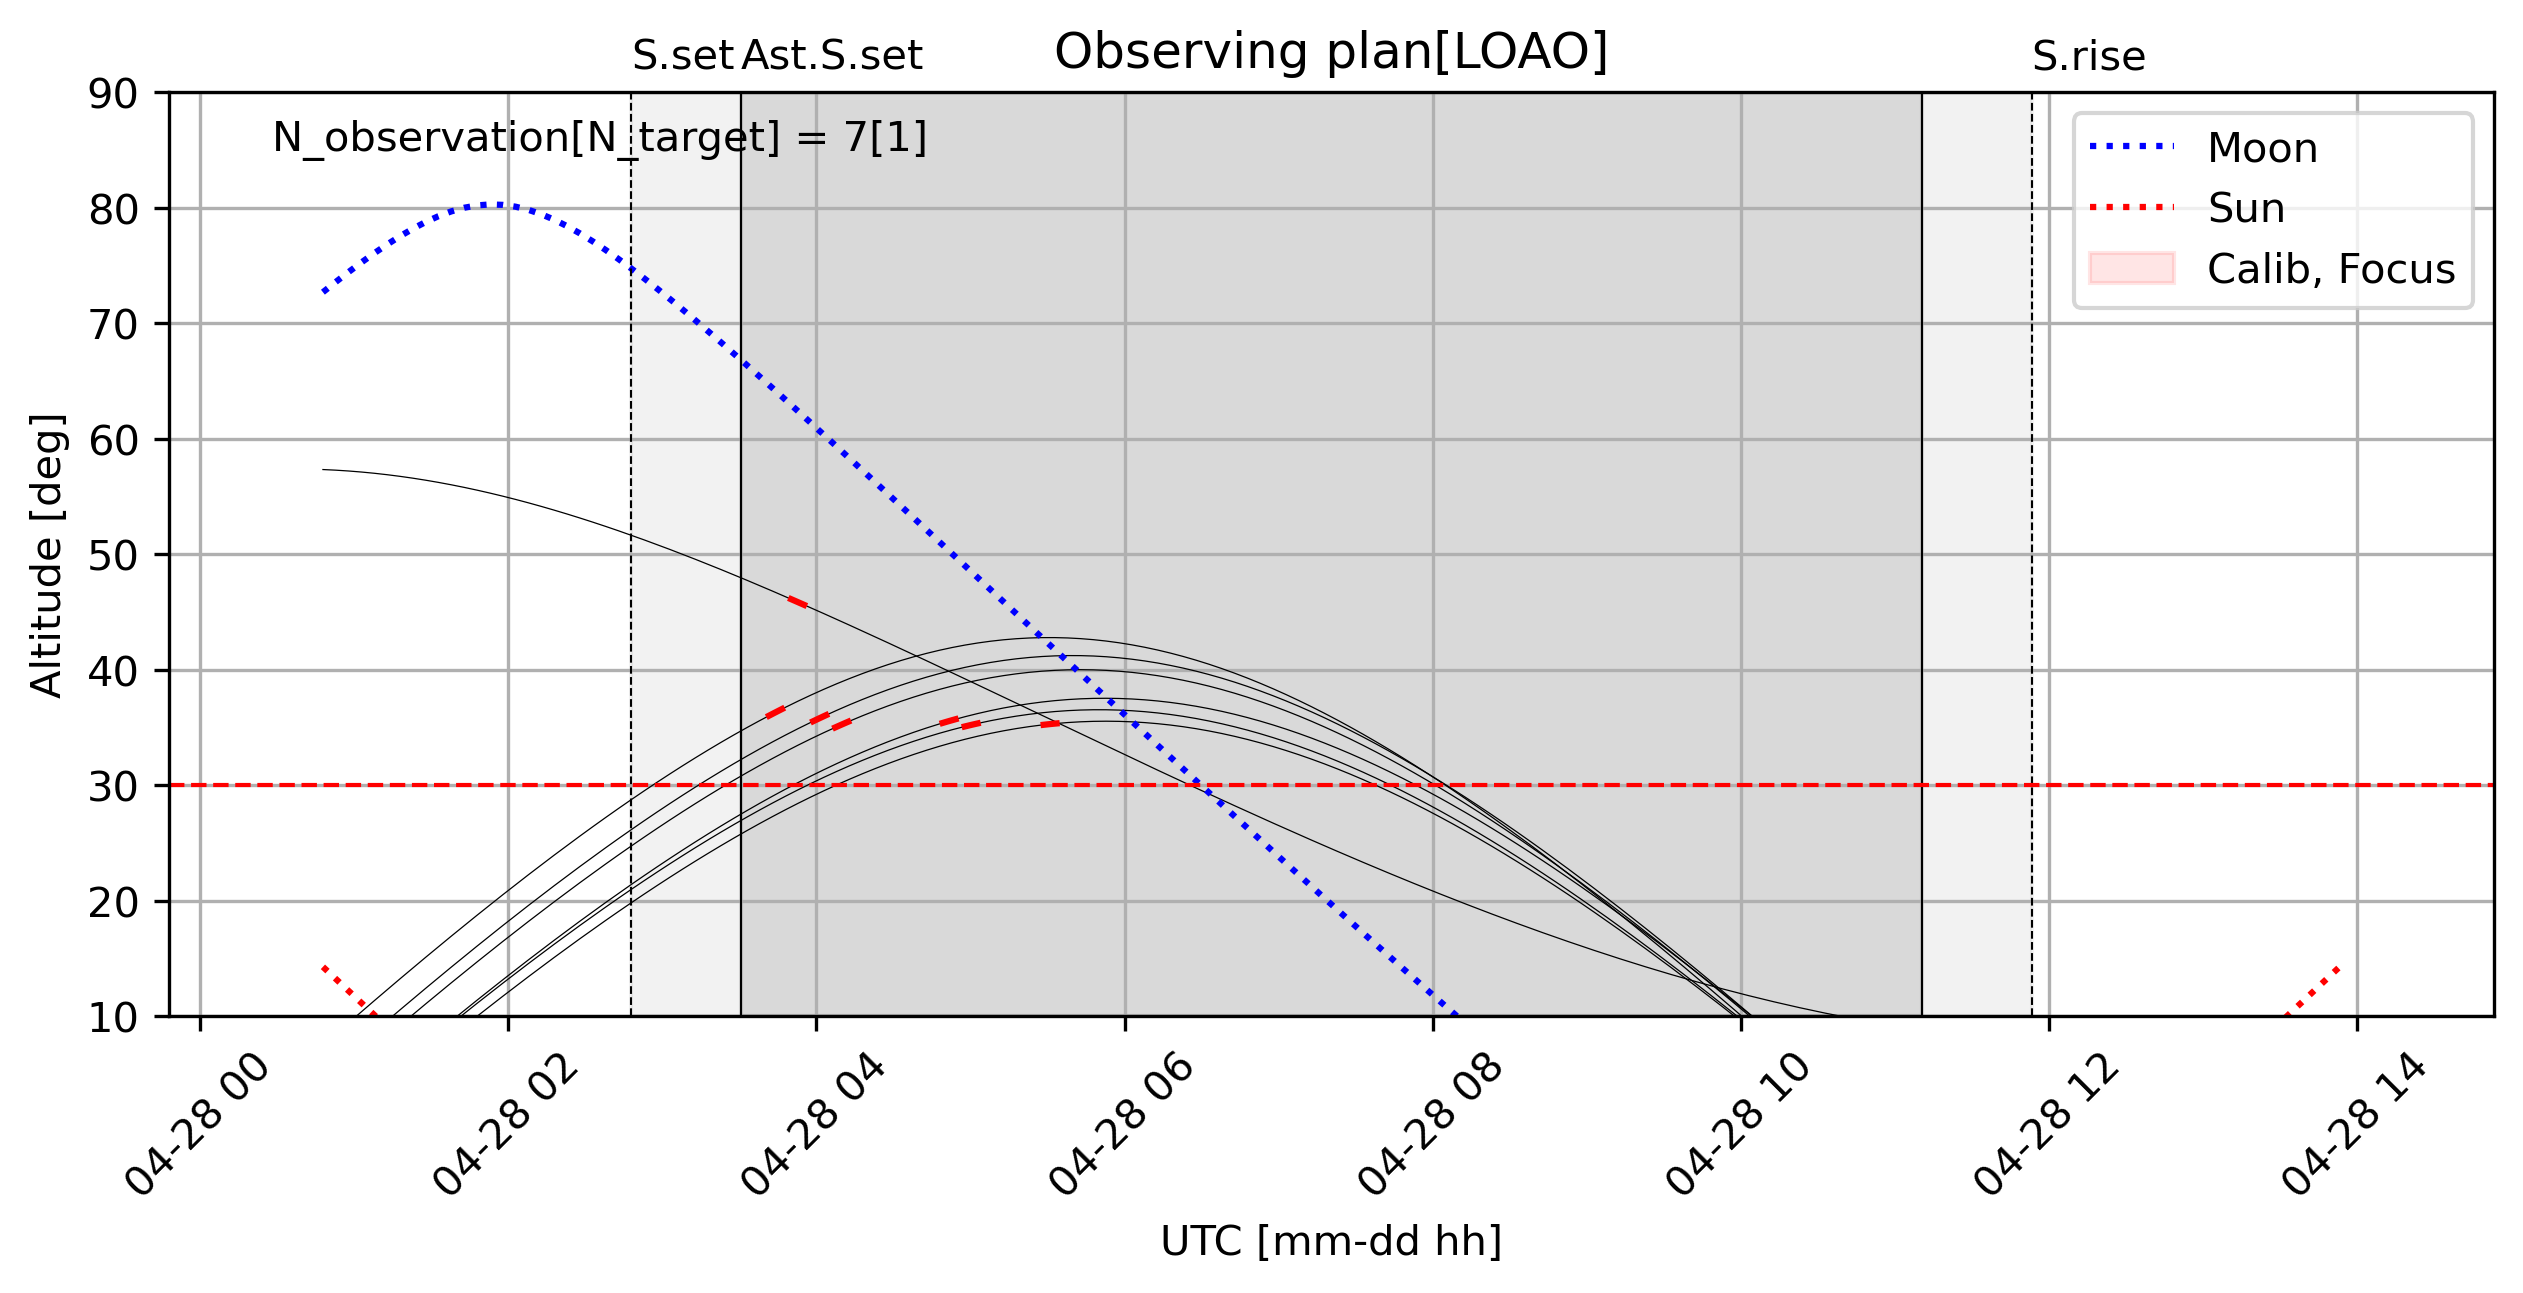 S.set Ast.S.set Observing plan[LOAO] S.rise
N_observation[N_target] = 7[1]
Moon
Sun
Calib, Focus
Altitude [deg]
90
80
70
60
50
40
30
20
10
04-28 00
04-28 02
04-28 04
04-28 06
04-28 08
04-28 10
04-28 12
04-28 14
UTC [mm-dd hh]